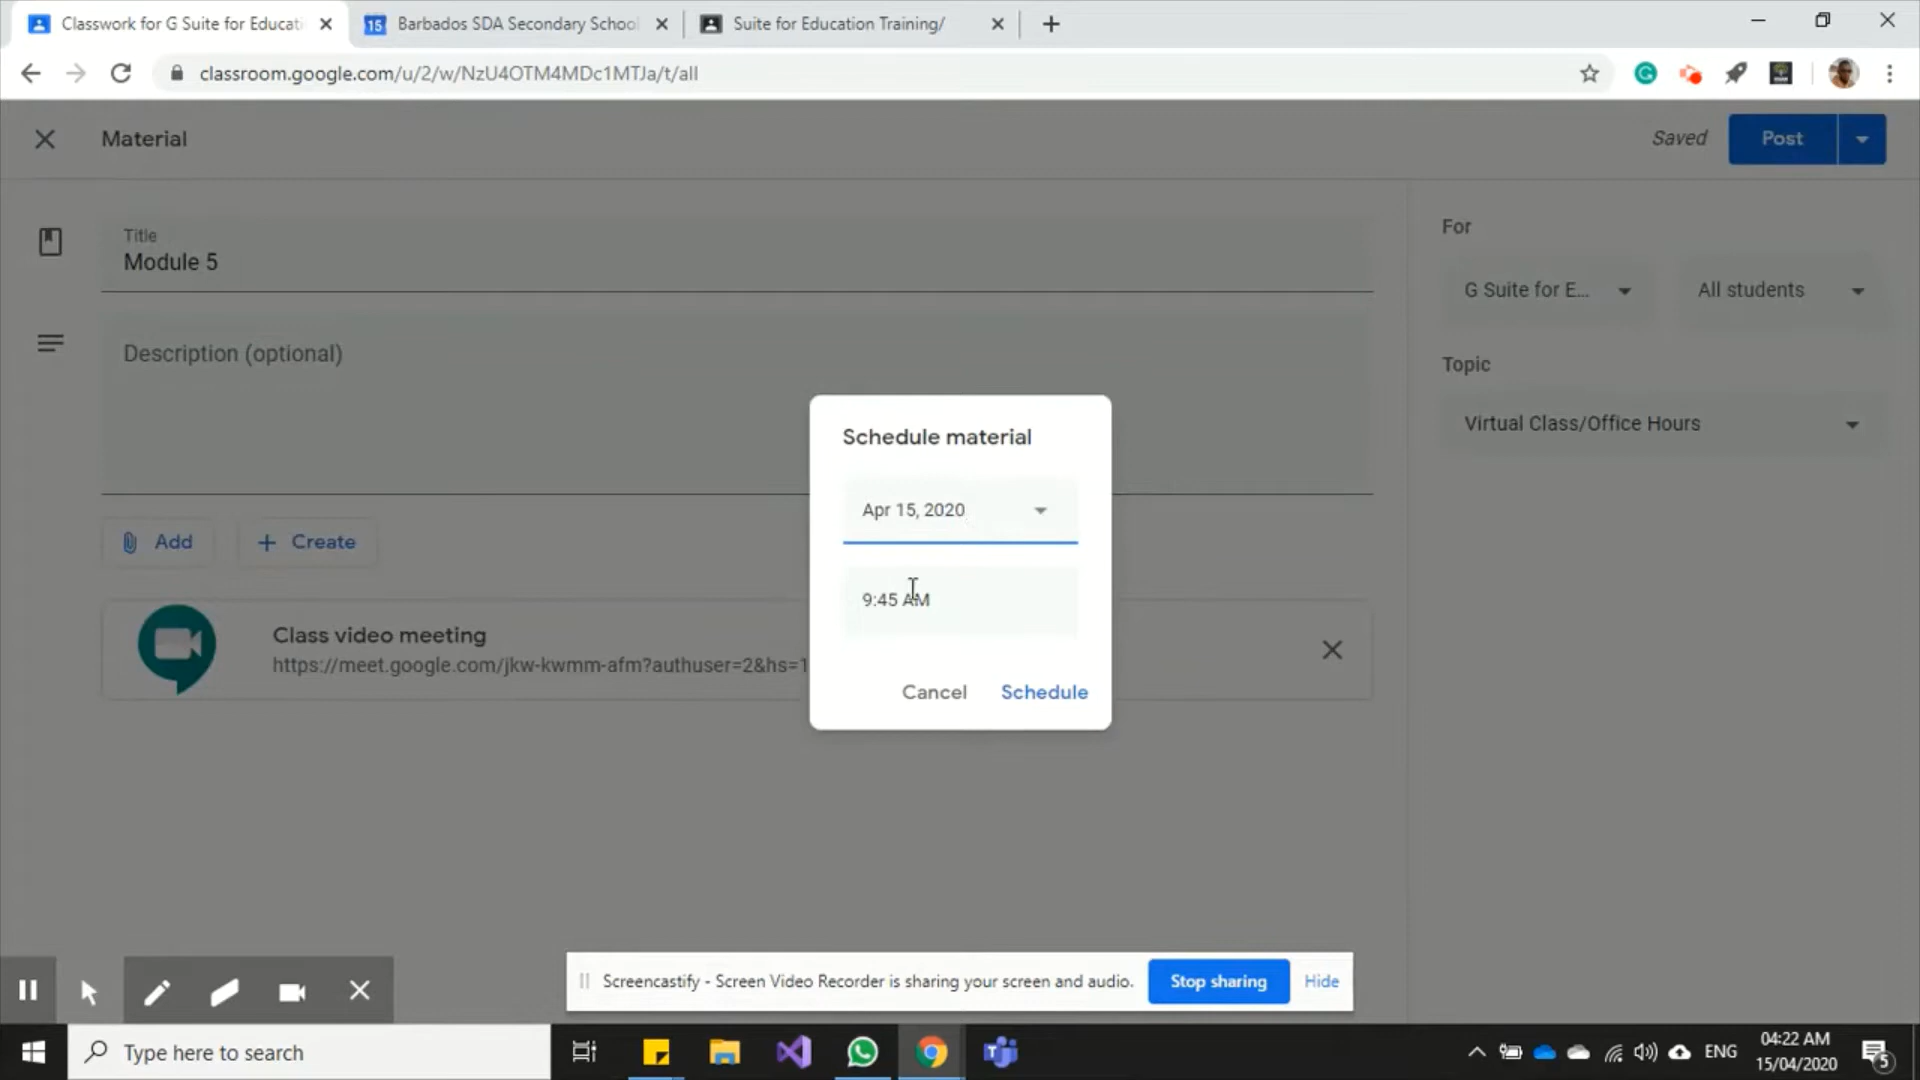 Classwork for G Suite for Educati
15 Barbados SDA Secondary School
Suite for Education Training/
classroom.google.com/u/2/w/NzU4OTM4MDc1MTJa/t/all
Material
Saved
Post
Title
Module 5
Description (optional)
For
G Suite for E...
All students
Topic
Virtual Class/Office Hours
Schedule material
Apr 15, 2020
9:45 AM
Cancel
Schedule
Add
Create
Class video meeting
https://meet.google.com/jkw-kwmm-afm?authuser=2&hs=1
Screencastify - Screen Video Recorder is sharing your screen and audio.
Stop sharing
Hide
Type here to search
ENG
04:22 AM
15/04/2020
5